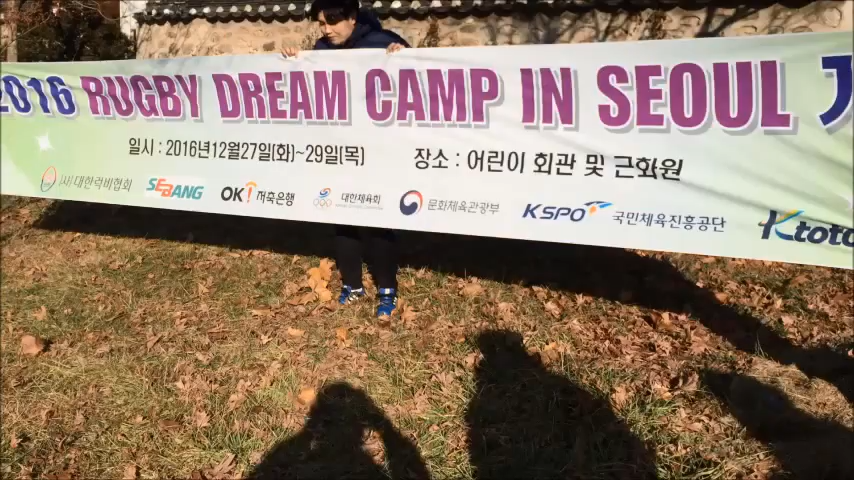 2016 RUGBY DREAM CAMP IN SEOUL
일시 : 2016년12월27일(화)~29일(목) 장소 : 어린이 회관 및 근화원
(사)대한럭비협회 SEBANG OK!저축은행 대한체육회 문화체육관광부 KSPO 국민체육진흥공단 Ktoto